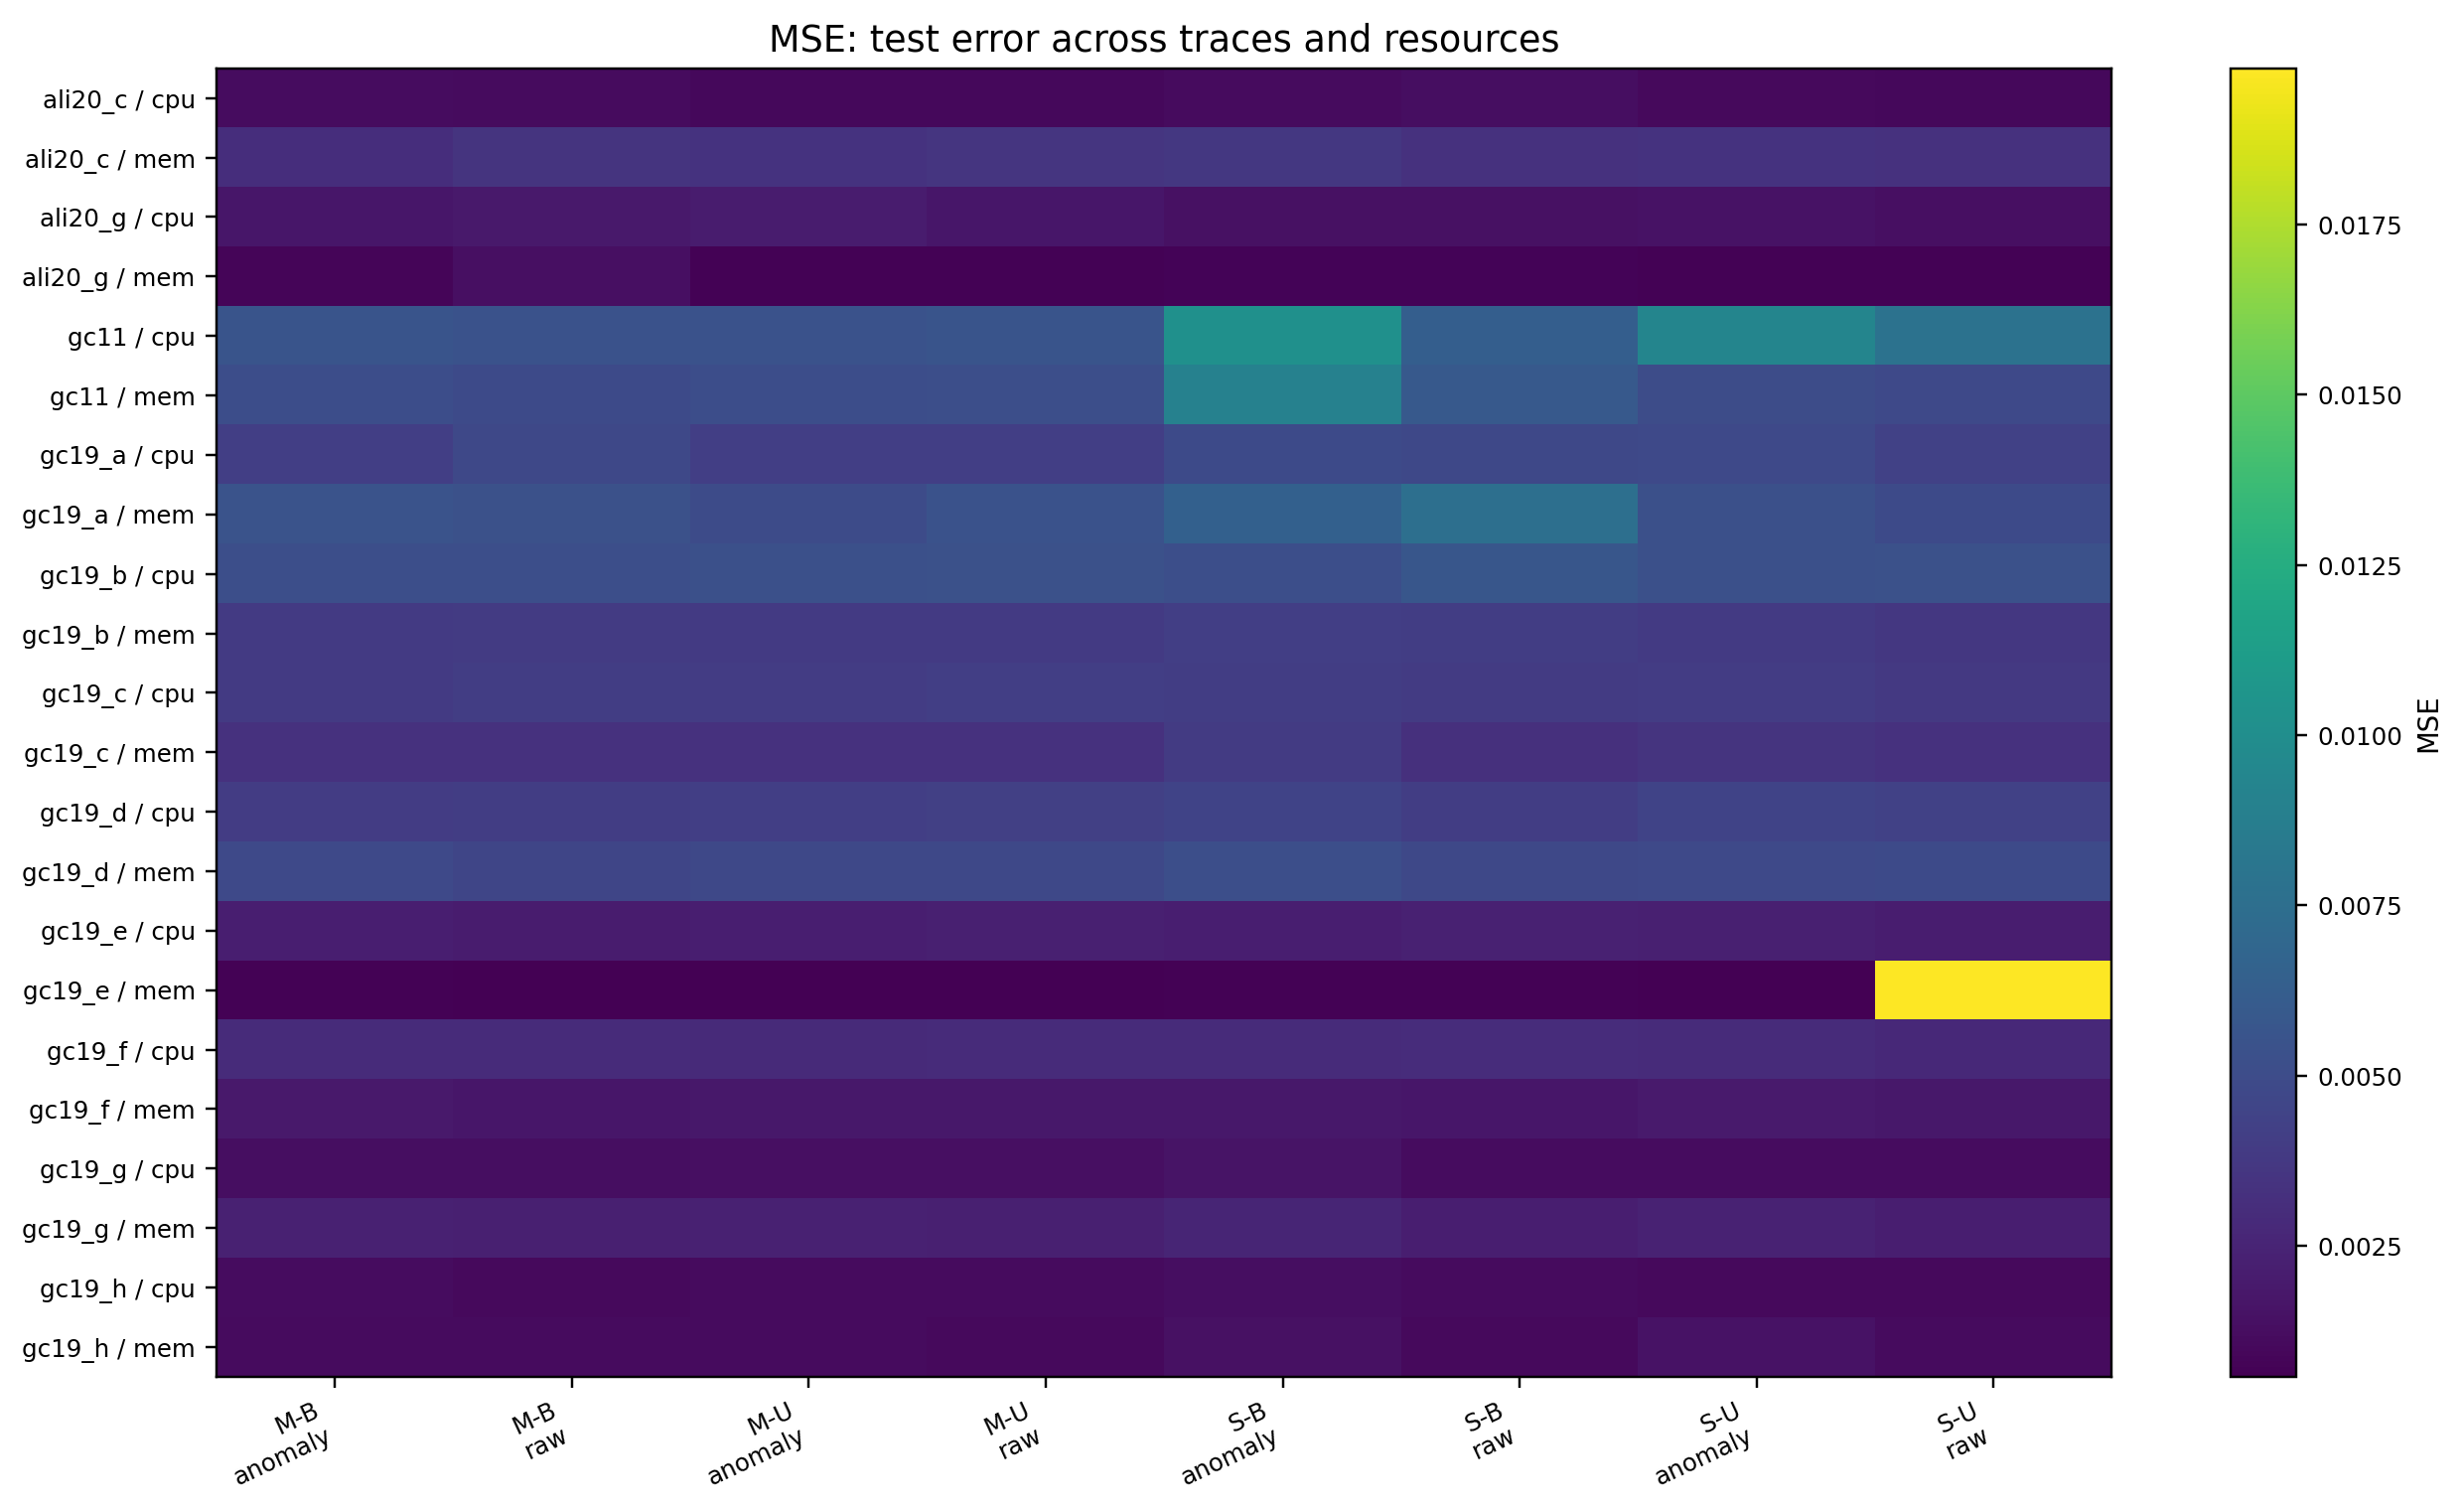 MSE: test error across traces and resources
ali20_c / cpu
ali20_c / mem
ali20_g / cpu
ali20_g / mem
gc11 / cpu
gc11 / mem
gc19_a / cpu
gc19_a / mem
gc19_b / cpu
gc19_b / mem
gc19_c / cpu
gc19_c / mem
gc19_d / cpu
gc19_d / mem
gc19_e / cpu
gc19_e / mem
gc19_f / cpu
gc19_f / mem
gc19_g / cpu
gc19_g / mem
gc19_h / cpu
gc19_h / mem
M-B
anomaly
M-B
raw
M-U
anomaly
M-U
raw
S-B
anomaly
S-B
raw
S-U
anomaly
S-U
raw
0.0175
0.0150
0.0125
0.0100
0.0075
0.0050
0.0025
MSE